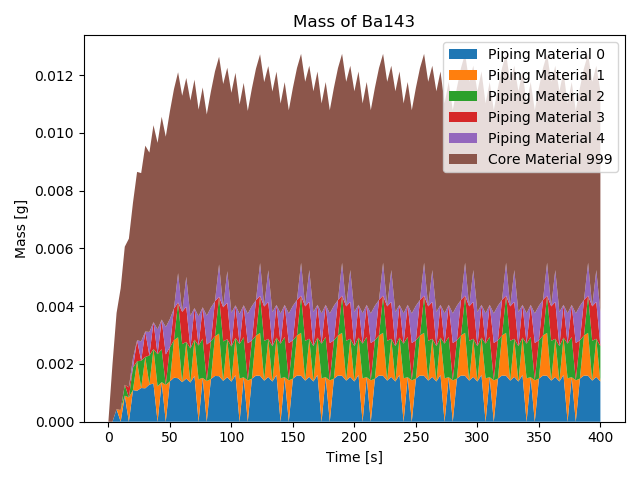 Mass of Ba143
Piping Material 0
Piping Material 1
Piping Material 2
Piping Material 3
Piping Material 4
Core Material 999
Mass [g]
0.012
0.010
0.008
0.006
0.004
0.002
0.000
0 50 100 150 200 250 300 350 400
Time [s]